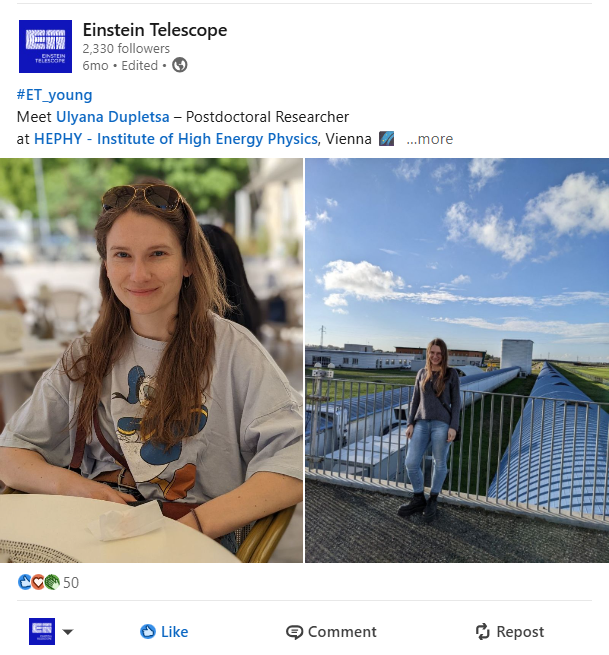 Einstein Telescope
2,330 followers
6mo • Edited •
#ET_young
Meet Ulyana Dupletsa – Postdoctoral Researcher
at HEPHY - Institute of High Energy Physics, Vienna ...more
EINSTEIN
TELESCOPE
50
Like
Comment
Repost